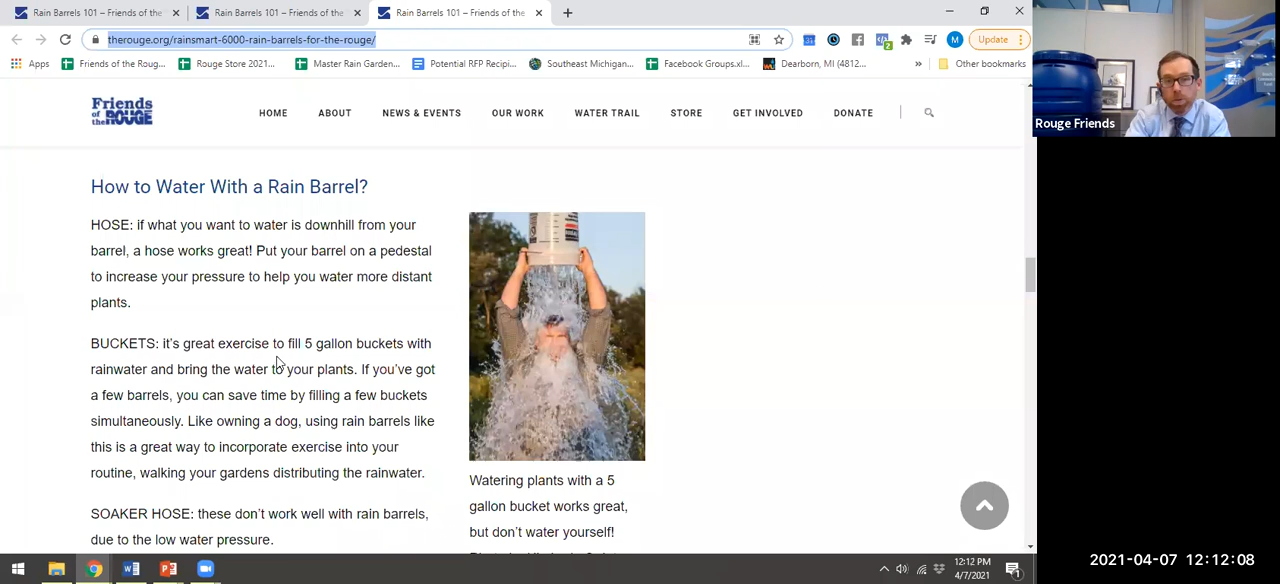 Rain Barrels 101 – Friends of the
Rain Barrels 101 – Friends of the
Rain Barrels 101 – Friends of the
therouge.org/rainsmart-6000-rain-barrels-for-the-rouge/
31
2
M
Update
Apps
Friends of the Roug...
Rouge Store 2021...
Master Rain Garden...
Potential RFP Recipi...
Southeast Michigan...
Facebook Groups.xl...
Dearborn, MI (4812...
»
Other bookmarks
Rouge Friends
Friends
of the ROUGE
HOME
ABOUT
NEWS & EVENTS
OUR WORK
WATER TRAIL
STORE
GET INVOLVED
DONATE
How to Water With a Rain Barrel?
HOSE: if what you want to water is downhill from your
barrel, a hose works great! Put your barrel on a pedestal
to increase your pressure to help you water more distant
plants.
BUCKETS: it’s great exercise to fill 5 gallon buckets with
rainwater and bring the water to your plants. If you’ve got
a few barrels, you can save time by filling a few buckets
simultaneously. Like owning a dog, using rain barrels like
this is a great way to incorporate exercise into your
routine, walking your gardens distributing the rainwater.
SOAKER HOSE: these don’t work well with rain barrels,
due to the low water pressure.
Watering plants with a 5
gallon bucket works great,
but don’t water yourself!
12:12 PM
4/7/2021
1
2021-04-07 12:12:08